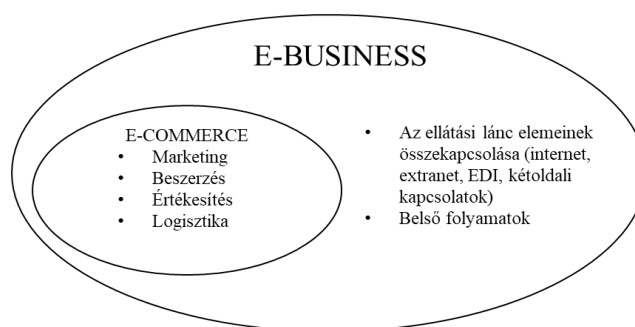 E-BUSINESS
E-COMMERCE
• Marketing
• Beszerzés
• Értékesítés
• Logisztika
• Az ellátási lánc elemeinek
összekapcsolása (internet,
extranet, EDI, kétoldali
kapcsolatok)
• Belső folyamatok